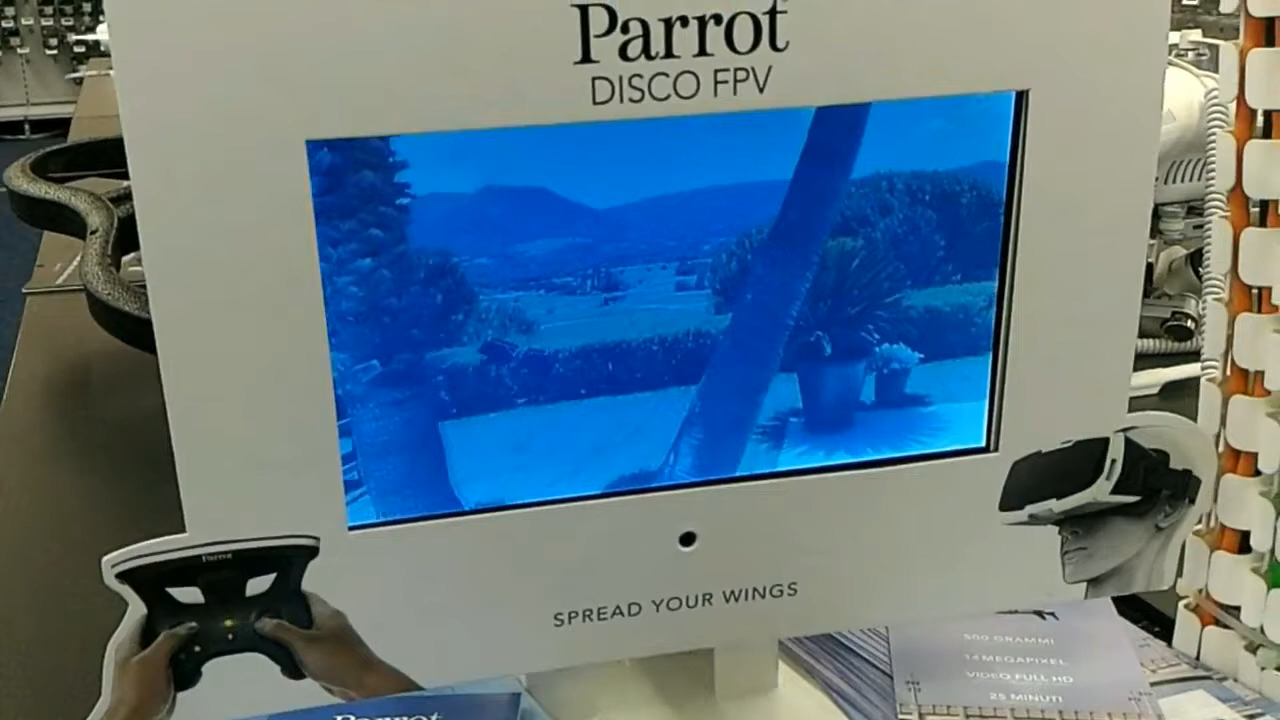 Parrot
DISCO FPV
Parrot
SPREAD YOUR WINGS
500 GRAMMI
14 MEGAPIXEL
VIDEO FULL HD
25 MINUTI
Parrot